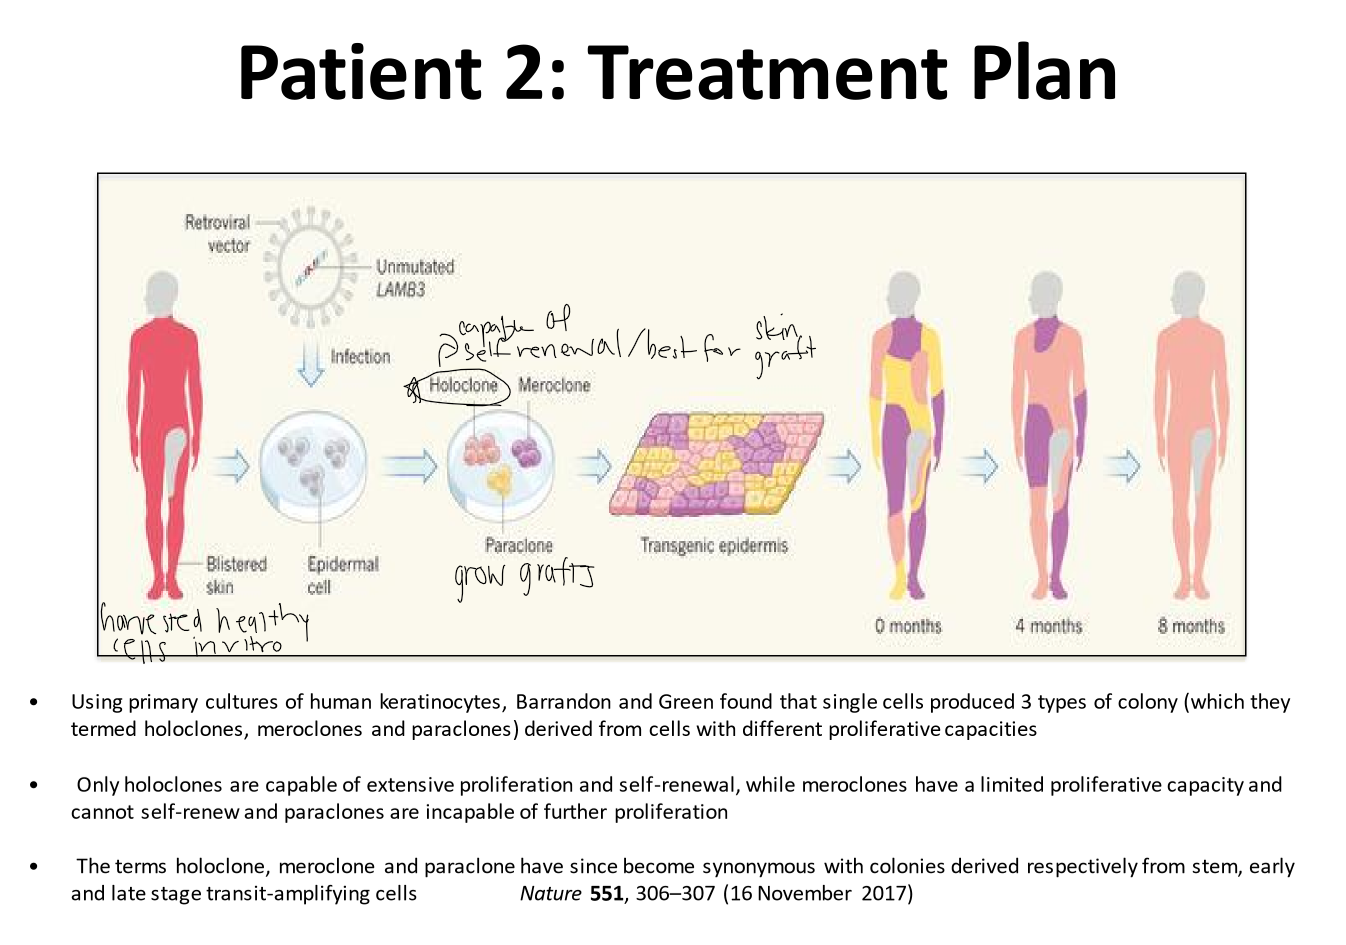 Patient 2: Treatment Plan
Retroviral
vector
Unmutated
LAMB3
Infection
capable of
self renewal/best for skin
graft
Holoclone
Meroclone
Paraclone
grow grafts
Transgenic epidermis
Blistered
skin
Epidermal
cell
harvested healthy
cells invitro
0 months
4 months
8 months
• Using primary cultures of human keratinocytes, Barrandon and Green found that single cells produced 3 types of colony (which they
termed holoclones, meroclones and paraclones) derived from cells with different proliferative capacities
• Only holoclones are capable of extensive proliferation and self-renewal, while meroclones have a limited proliferative capacity and
cannot self-renew and paraclones are incapable of further proliferation
• The terms holoclone, meroclone and paraclone have since become synonymous with colonies derived respectively from stem, early
and late stage transit-amplifying cells Nature 551, 306–307 (16 November 2017)